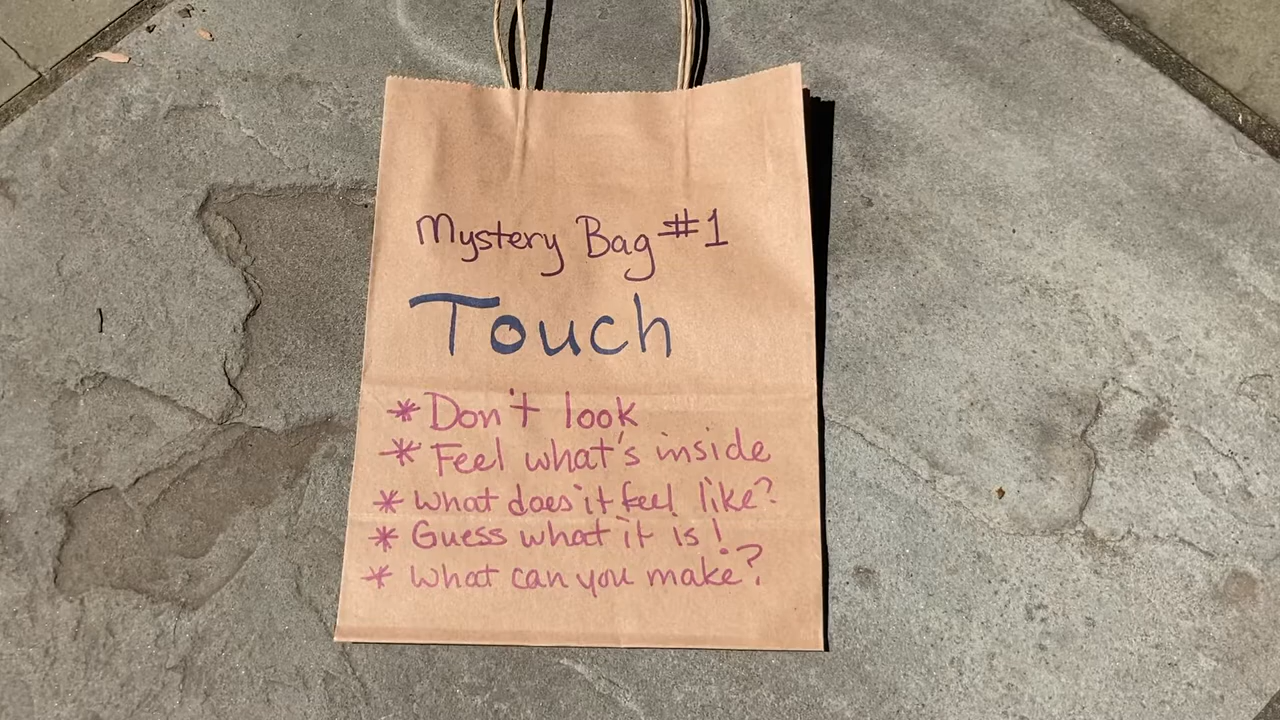 Mystery Bag #1
Touch
* Don't look
* Feel what's inside
* What does it feel like?
* Guess what it is!
* What can you make?